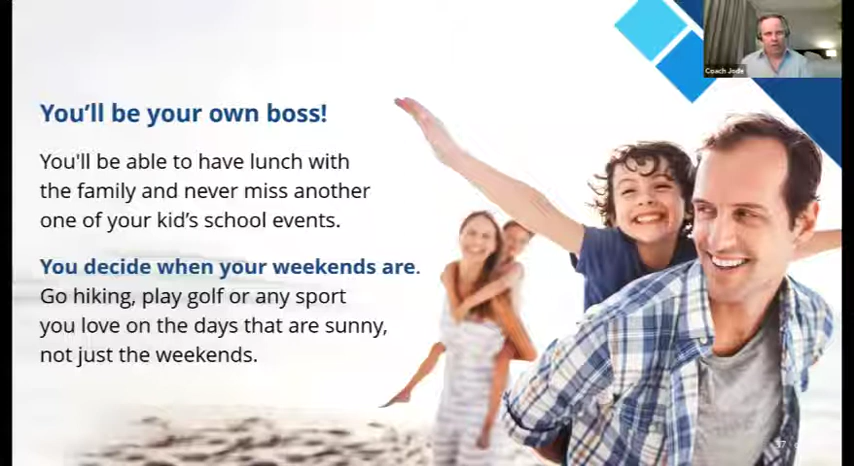 Coach Jode
You'll be your own boss!
You'll be able to have lunch with
the family and never miss another
one of your kid's school events.
You decide when your weekends are.
Go hiking, play golf or any sport
you love on the days that are sunny,
not just the weekends.